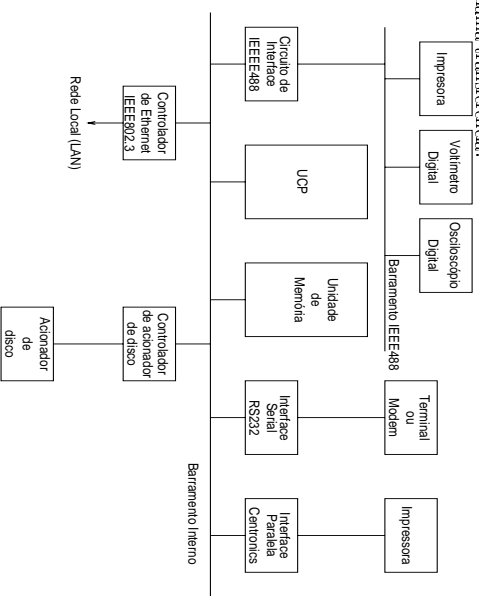 Impresora
Voltímetro
Digital
Osciloscópio
Digital
Barramento IEEE488
Terminal
ou
Modem
Impressora
Circuito de
Interface
IEEEE488
UCP
Unidade
de
Memória
Interface
Serial
RS232
Interface
Paralela
Centronics
Barramento Interno
Controlador
de Ethernet
IEEE802.3
Controlador
de acionador
de disco
Rede Local (LAN)
Acionador
de
disco